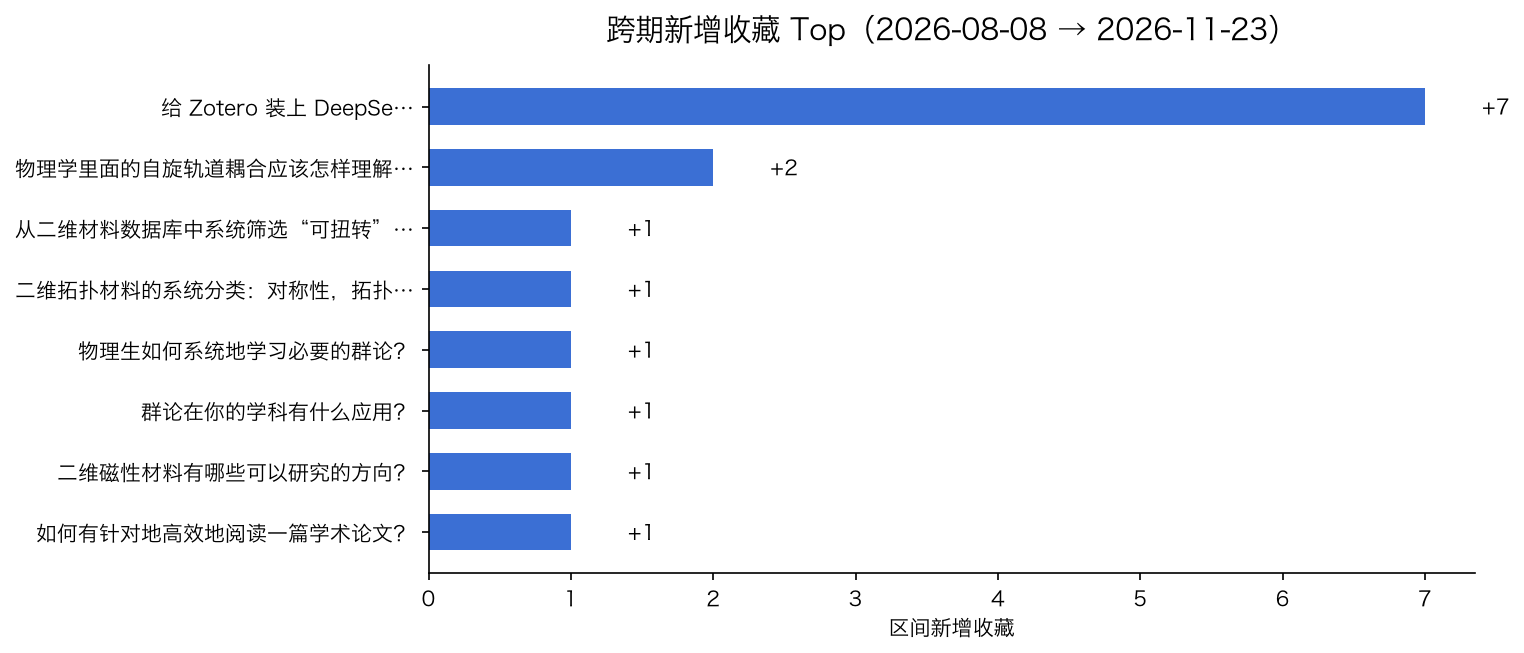 跨期新增收藏 Top（2026-08-08 → 2026-11-23）
给 Zotero 装上 DeepSe… +7
物理学里面的自旋轨道耦合应该怎样理解… +2
从二维材料数据库中系统筛选“可扭转”… +1
二维拓扑材料的系统分类：对称性，拓扑… +1
物理生如何系统地学习必要的群论？ +1
群论在你的学科有什么应用？ +1
二维磁性材料有哪些可以研究的方向？ +1
如何有针对地高效地阅读一篇学术论文？ +1
0 1 2 3 4 5 6 7
区间新增收藏